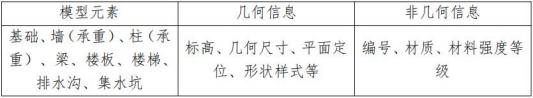 模型元素
几何信息
非几何信息
基础、墙（承重）、柱（承
重）、梁、楼板、楼梯、
排水沟、集水坑
标高、几何尺寸、平面定
位、形状样式等
编号、材质、材料强度等
级